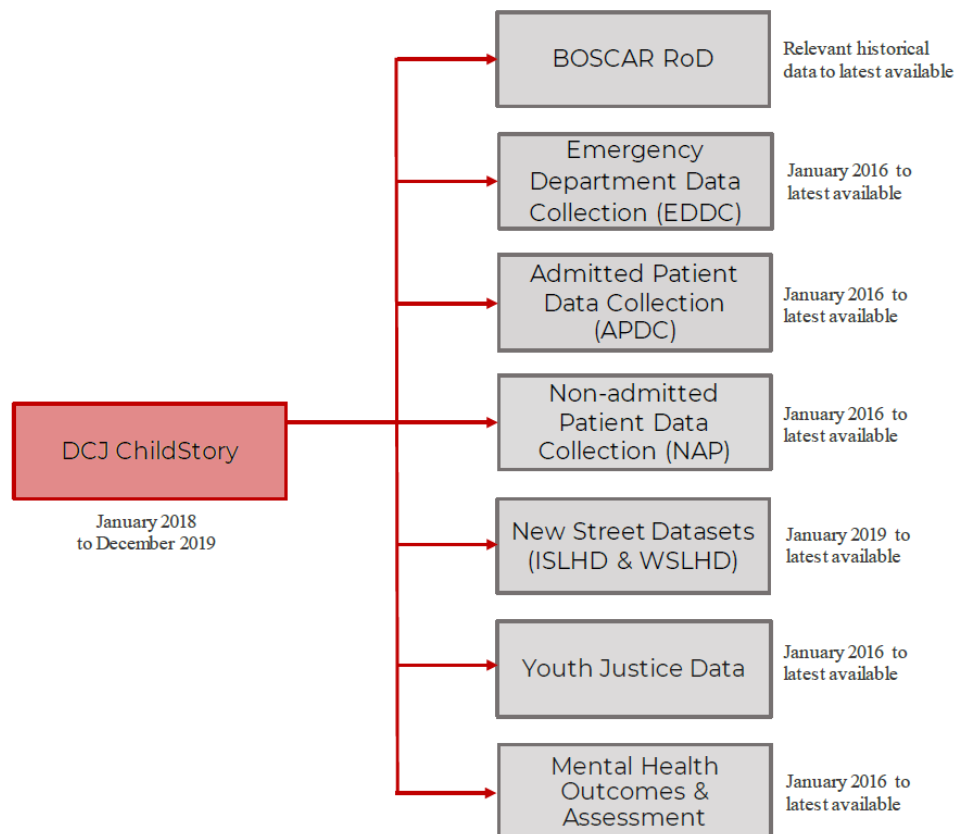 BOSCAR RoD
Relevant historical
data to latest available
Emergency
Department Data
Collection (EDDC)
January 2016 to
latest available
Admitted Patient
Data Collection
(APDC)
January 2016 to
latest available
Non-admitted
Patient Data
Collection (NAP)
January 2016 to
latest available
DCJ ChildStory
January 2018
to December 2019
New Street Datasets
(ISLHD & WSLHD)
January 2019 to
latest available
Youth Justice Data
January 2016 to
latest available
Mental Health
Outcomes &
Assessment
January 2016 to
latest available